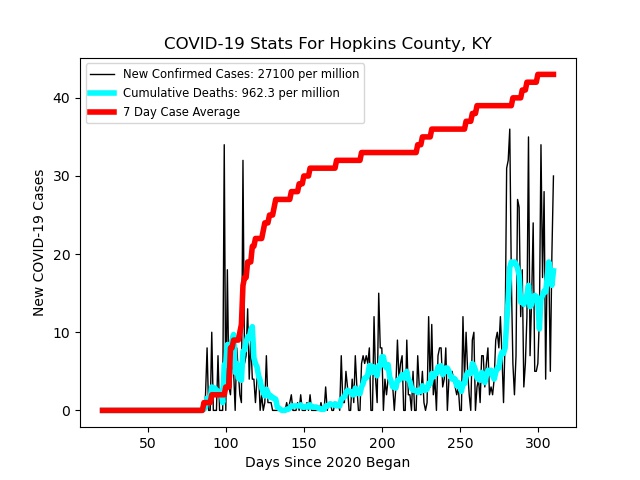 COVID-19 Stats For Hopkins County, KY
New Confirmed Cases: 27100 per million
Cumulative Deaths: 962.3 per million
7 Day Case Average
40
30
20
10
0
New COVID-19 Cases
50
100
150
200
250
300
Days Since 2020 Began